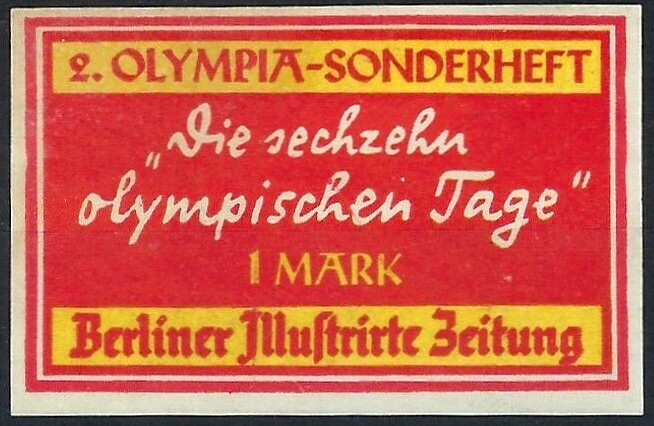 2. OLYMPIA-SONDERHEFT
„Die sechzehn
olympischen Tage“
1 MARK
Berliner Illuſtrirte Zeitung